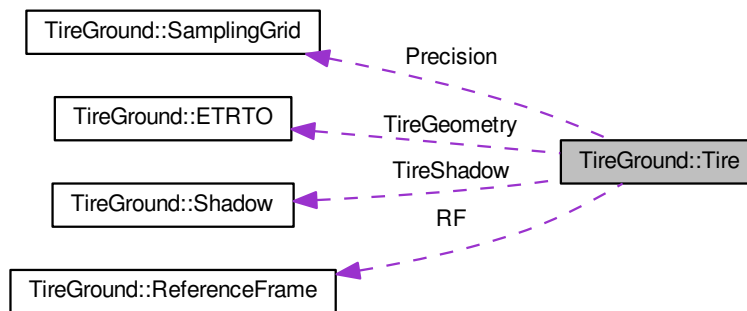 TireGround::SamplingGrid
Precision
TireGround::ETRTO
TireGeometry
TireGround::Tire
TireShadow
TireGround::Shadow
RF
TireGround::ReferenceFrame